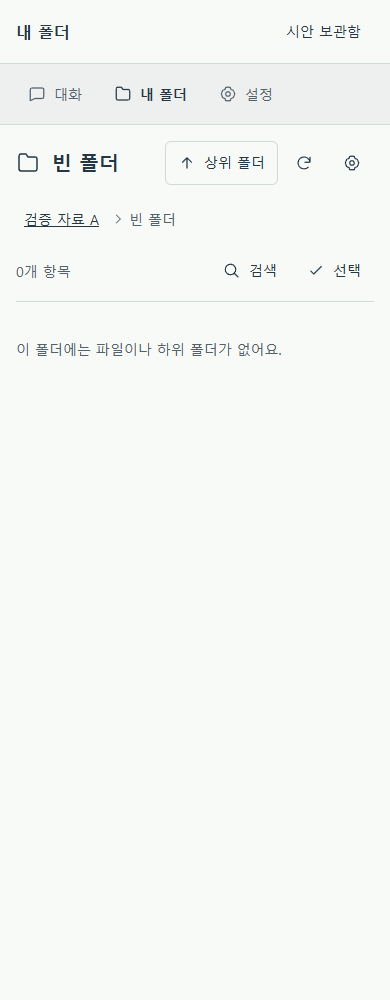 내 폴더 시안 보관함
대화 내 폴더 설정
빈 폴더 상위 폴더
검증 자료 A > 빈 폴더
0개 항목 검색 선택
이 폴더에는 파일이나 하위 폴더가 없어요.